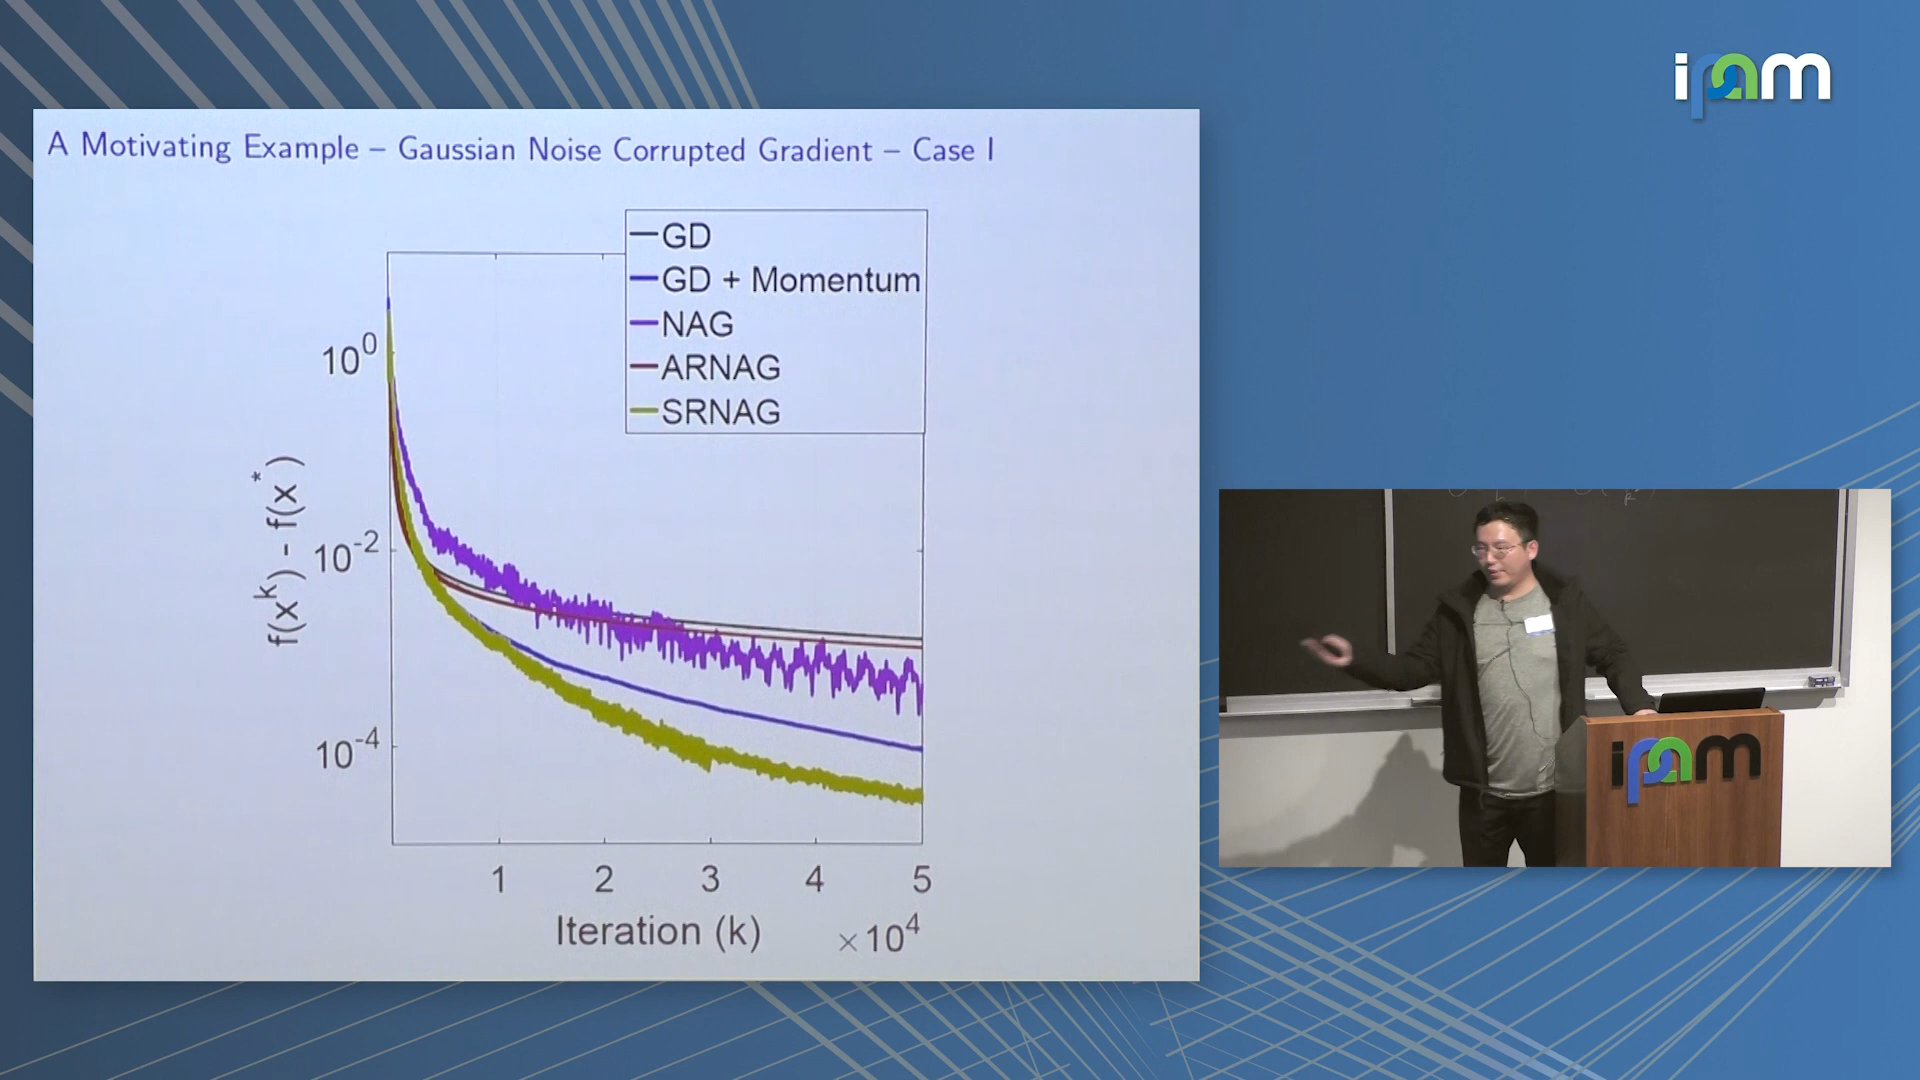 ipam
A Motivating Example – Gaussian Noise Corrupted Gradient – Case I
GD
GD + Momentum
NAG
ARNAG
SRNAG
10^0
10^-2
10^-4
f(x^k) - f(x^*)
1 2 3 4 5
×10^4
Iteration (k)
ipam